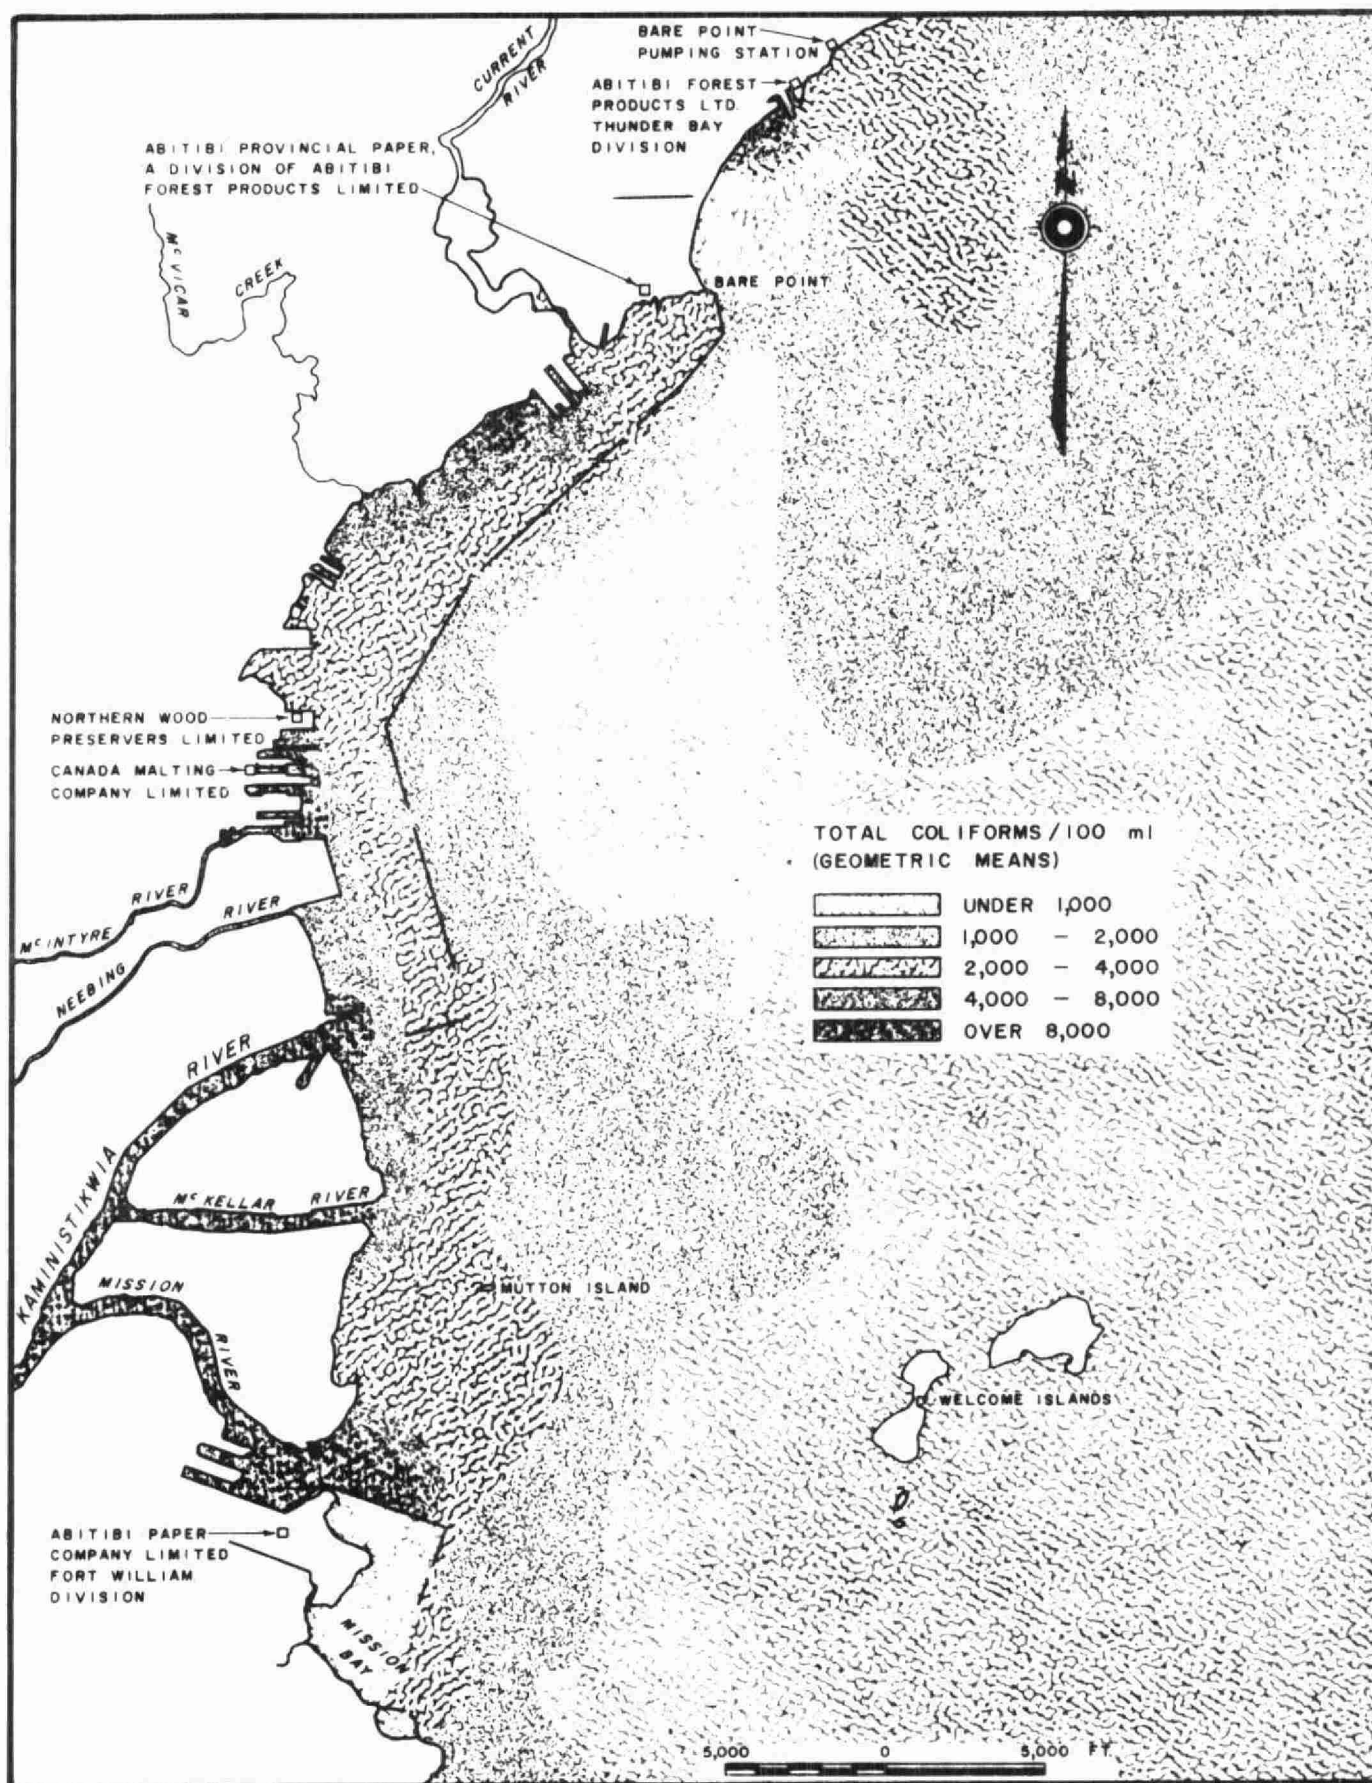 BARE POINT
PUMPING STATION
ABITIBI FOREST
PRODUCTS LTD.
THUNDER BAY
DIVISION
CURRENT
RIVER
ABITIBI PROVINCIAL PAPER,
A DIVISION OF ABITIBI
FOREST PRODUCTS LIMITED
McVICAR
CREEK
BARE POINT
NORTHERN WOOD
PRESERVERS LIMITED
CANADA MALTING
COMPANY LIMITED
TOTAL COLIFORMS/100 ml
(GEOMETRIC MEANS)
UNDER 1,000
1,000 - 2,000
2,000 - 4,000
4,000 - 8,000
OVER 8,000
McINTYRE RIVER
NEEBING RIVER
KAMINISTIKWIA RIVER
McKELLAR RIVER
MISSION
RIVER
MUTTON ISLAND
WELCOME ISLANDS
ABITIBI PAPER
COMPANY LIMITED
FORT WILLIAM
DIVISION
MISSION
BAY
5,000 0 5,000 FT.